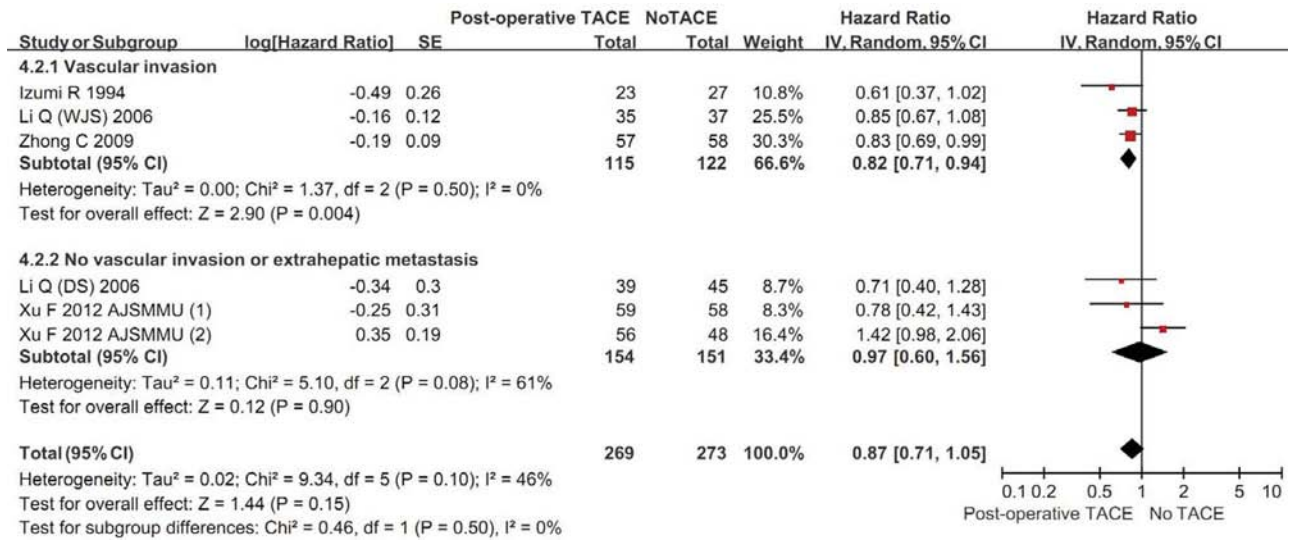 Post-operative TACE NoTACE Hazard Ratio Hazard Ratio
Study or Subgroup log[Hazard Ratio] SE Total Total Weight IV, Random, 95% CI IV, Random, 95% CI
4.2.1 Vascular invasion
Izumi R 1994 -0.49 0.26 23 27 10.8% 0.61 [0.37, 1.02]
Li Q (WJS) 2006 -0.16 0.12 35 37 25.5% 0.85 [0.67, 1.08]
Zhong C 2009 -0.19 0.09 57 58 30.3% 0.83 [0.69, 0.99]
Subtotal (95% CI) 115 122 66.6% 0.82 [0.71, 0.94]
Heterogeneity: Tau² = 0.00; Chi² = 1.37, df = 2 (P = 0.50); I² = 0%
Test for overall effect: Z = 2.90 (P = 0.004)
4.2.2 No vascular invasion or extrahepatic metastasis
Li Q (DS) 2006 -0.34 0.3 39 45 8.7% 0.71 [0.40, 1.28]
Xu F 2012 AJSMMU (1) -0.25 0.31 59 58 8.3% 0.78 [0.42, 1.43]
Xu F 2012 AJSMMU (2) 0.35 0.19 56 48 16.4% 1.42 [0.98, 2.06]
Subtotal (95% CI) 154 151 33.4% 0.97 [0.60, 1.56]
Heterogeneity: Tau² = 0.11; Chi² = 5.10, df = 2 (P = 0.08); I² = 61%
Test for overall effect: Z = 0.12 (P = 0.90)
Total (95% CI) 269 273 100.0% 0.87 [0.71, 1.05]
Heterogeneity: Tau² = 0.02; Chi² = 9.34, df = 5 (P = 0.10); I² = 46%
Test for overall effect: Z = 1.44 (P = 0.15)
Test for subgroup differences: Chi² = 0.46, df = 1 (P = 0.50), I² = 0%
0.1 0.2 0.5 1 2 5 10
Post-operative TACE No TACE